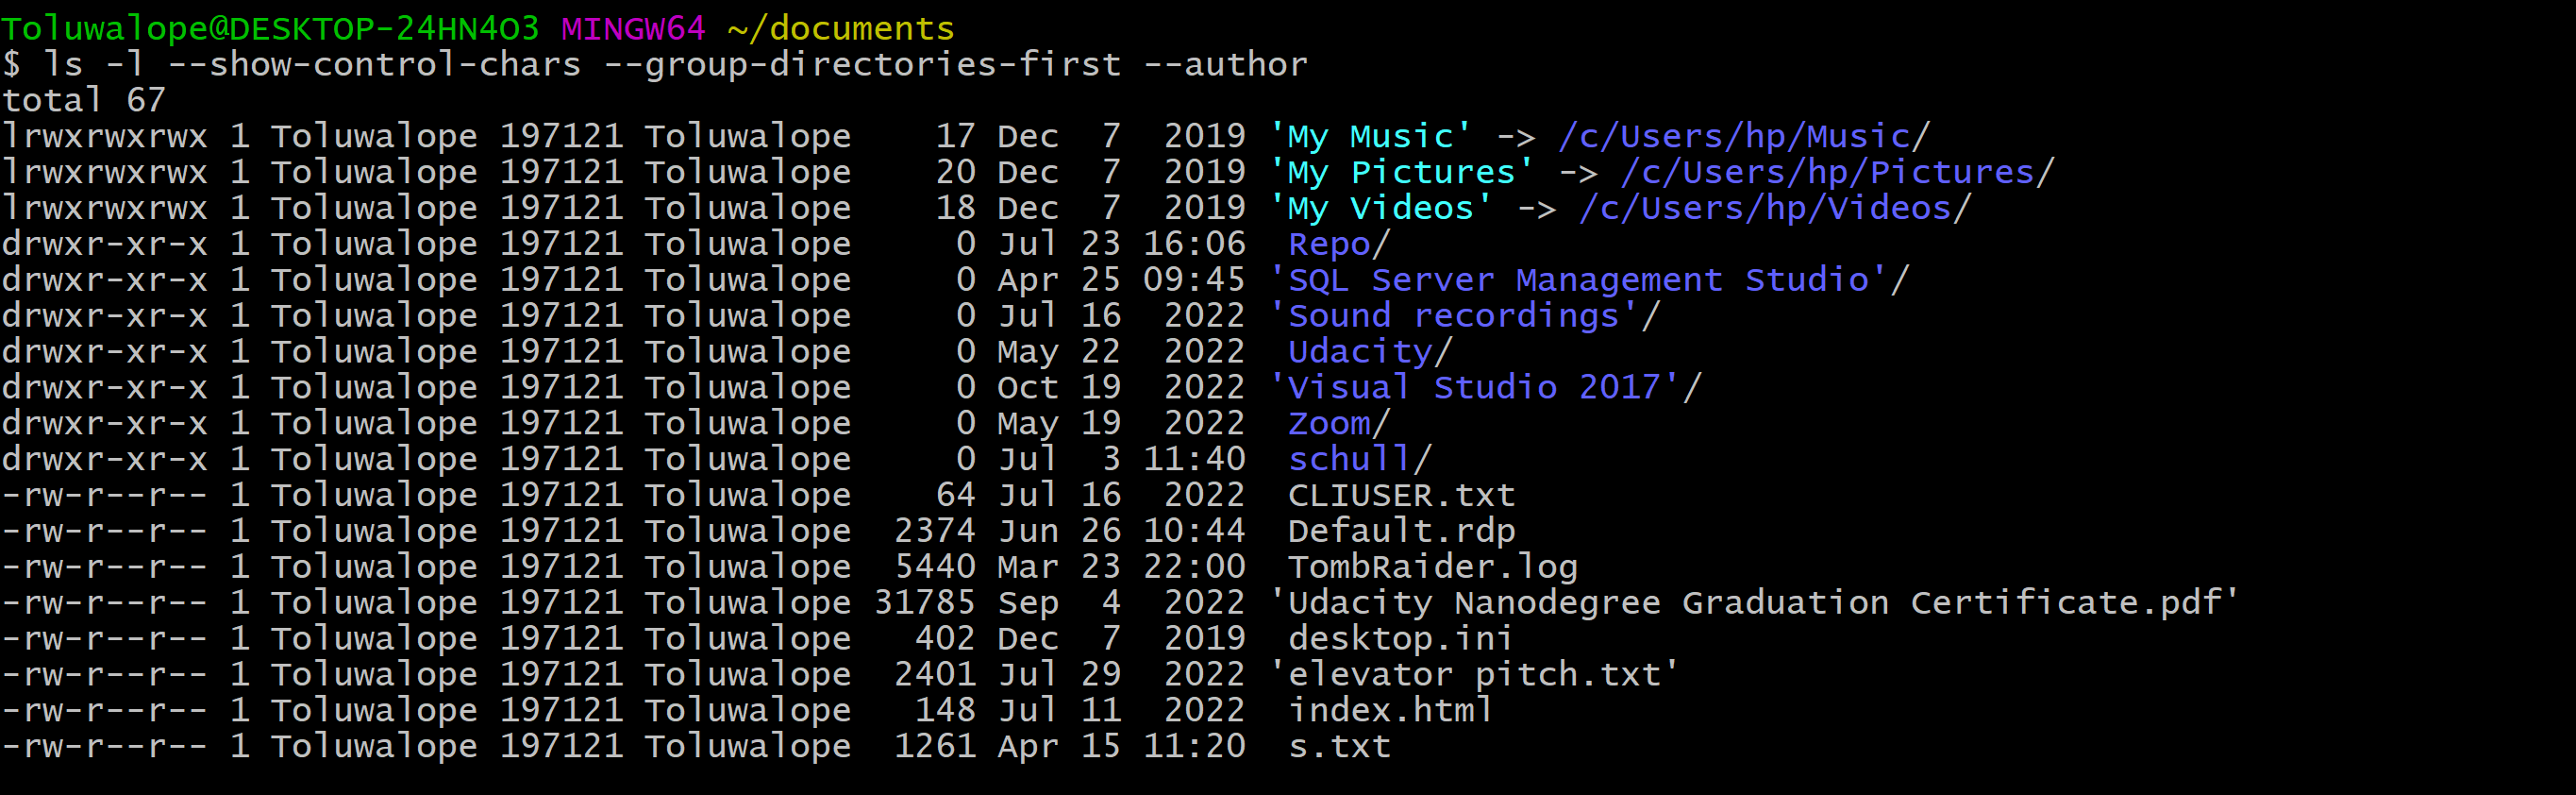 Toluwalope@DESKTOP-24HN4O3 MINGW64 ~/documents
$ ls -l --show-control-chars --group-directories-first --author
total 67
lrwxrwxrwx 1 Toluwalope 197121 Toluwalope    17 Dec  7  2019 'My Music' -> /c/Users/hp/Music/
lrwxrwxrwx 1 Toluwalope 197121 Toluwalope    20 Dec  7  2019 'My Pictures' -> /c/Users/hp/Pictures/
lrwxrwxrwx 1 Toluwalope 197121 Toluwalope    18 Dec  7  2019 'My Videos' -> /c/Users/hp/Videos/
drwxr-xr-x 1 Toluwalope 197121 Toluwalope     0 Jul 23 16:06  Repo/
drwxr-xr-x 1 Toluwalope 197121 Toluwalope     0 Apr 25 09:45 'SQL Server Management Studio'/
drwxr-xr-x 1 Toluwalope 197121 Toluwalope     0 Jul 16  2022 'Sound recordings'/
drwxr-xr-x 1 Toluwalope 197121 Toluwalope     0 May 22  2022  Udacity/
drwxr-xr-x 1 Toluwalope 197121 Toluwalope     0 Oct 19  2022 'Visual Studio 2017'/
drwxr-xr-x 1 Toluwalope 197121 Toluwalope     0 May 19  2022  Zoom/
drwxr-xr-x 1 Toluwalope 197121 Toluwalope     0 Jul  3 11:40  schull/
-rw-r--r-- 1 Toluwalope 197121 Toluwalope    64 Jul 16  2022  CLIUSER.txt
-rw-r--r-- 1 Toluwalope 197121 Toluwalope  2374 Jun 26 10:44  Default.rdp
-rw-r--r-- 1 Toluwalope 197121 Toluwalope  5440 Mar 23 22:00  TombRaider.log
-rw-r--r-- 1 Toluwalope 197121 Toluwalope 31785 Sep  4  2022 'Udacity Nanodegree Graduation Certificate.pdf'
-rw-r--r-- 1 Toluwalope 197121 Toluwalope   402 Dec  7  2019  desktop.ini
-rw-r--r-- 1 Toluwalope 197121 Toluwalope  2401 Jul 29  2022 'elevator pitch.txt'
-rw-r--r-- 1 Toluwalope 197121 Toluwalope   148 Jul 11  2022  index.html
-rw-r--r-- 1 Toluwalope 197121 Toluwalope  1261 Apr 15 11:20  s.txt